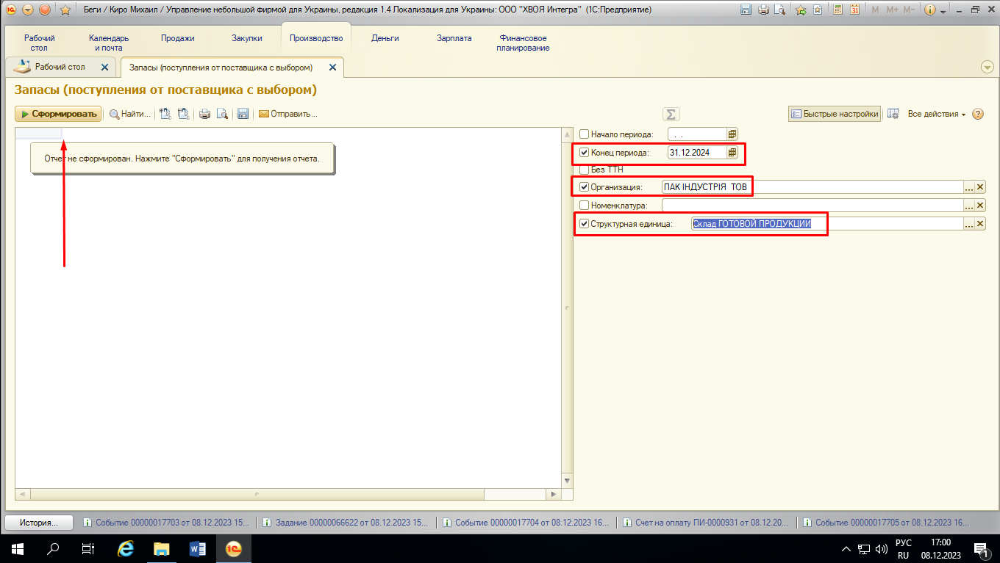 Беги / Киро Михаил / Управление небольшой фирмой для Украины, редакция 1.4 Локализация для Украины: ООО "ХВОЯ Интегра" (1С:Предприятие)
M M+ M-
Рабочий стол
Календарь и почта
Продажи
Закупки
Производство
Деньги
Зарплата
Финансовое планирование
Рабочий стол
Запасы (поступления от поставщика с выбором)
Запасы (поступления от поставщика с выбором)
Сформировать
Найти...
Отправить...
Σ
Быстрые настройки
Все действия
?
Отчет не сформирован. Нажмите "Сформировать" для получения отчета.
Начало периода: . .
Конец периода: 31.12.2024
Без ТТН
Организация: ПАК ІНДУСТРІЯ ТОВ ...
Номенклатура: ...
Структурная единица: Склад ГОТОВОЙ ПРОДУКЦИИ ...
История...
Событие 00000017703 от 08.12.2023 15...
Задание 00000066622 от 08.12.2023 15...
Событие 00000017704 от 08.12.2023 16...
Счет на оплату ПИ-0000931 от 08.12.20...
Событие 00000017705 от 08.12.2023 16...
РУС
RU
17:00
08.12.2023
1